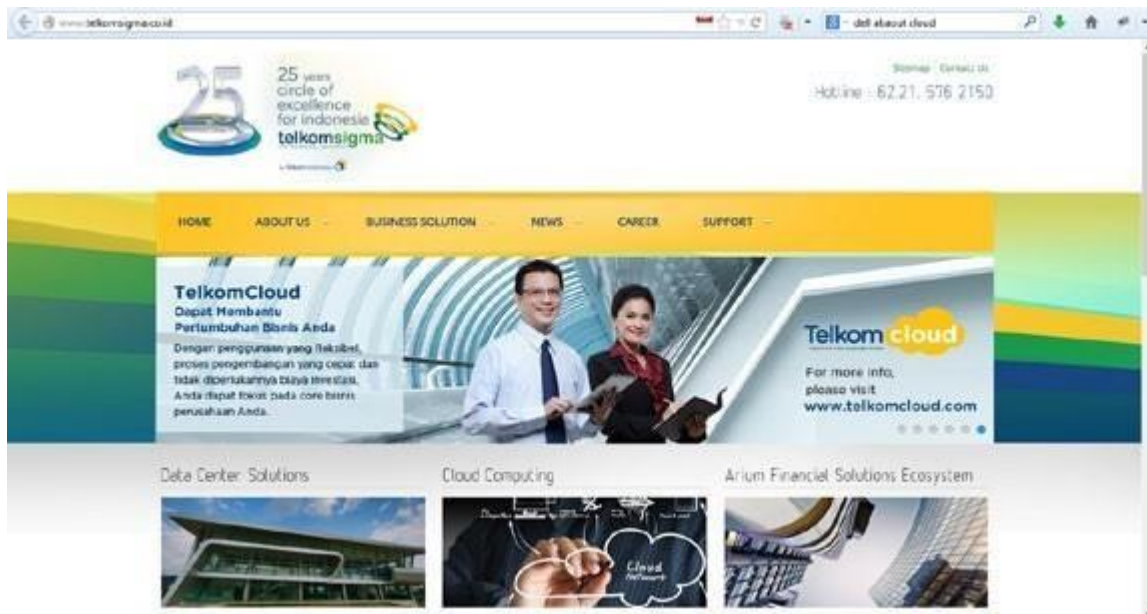 www.telkomsigma.co.id
dell abaout cloud
25
25 years
circle of
excellence
for indonesia
telkomsigma
Sitemap Contact Us
Hotline : 62.21. 576 2150
HOME ABOUT US BUSINESS SOLUTION NEWS CAREER SUPPORT
TelkomCloud
Dapat Membantu
Pertumbuhan Bisnis Anda
Dengan penggunaan yang fleksibel,
proses pengembangan yang cepat dan
tidak diperlukannya biaya investasi,
Anda dapat fokus pada core bisnis
perusahaan Anda.
Telkom cloud
For more info,
please visit
www.telkomcloud.com
Data Center Solutions Cloud Computing Arium Financial Solutions Ecosystem
Cloud
Network